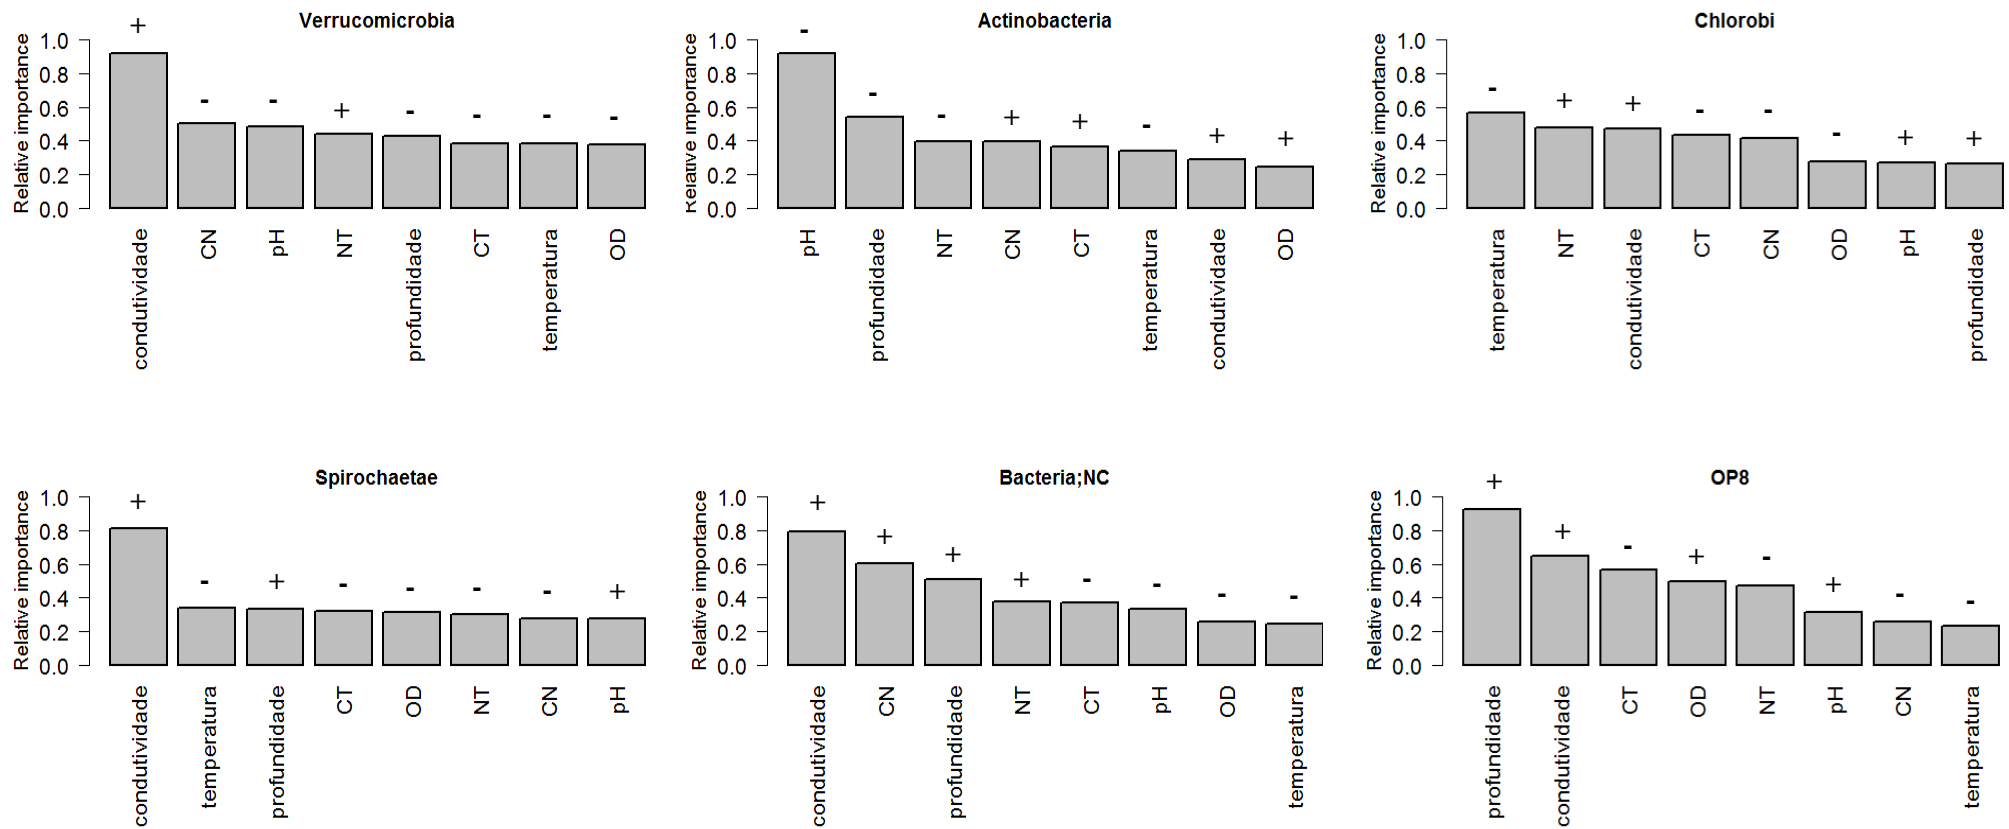 Verrucomicrobia
+
- - + - - - -
Relative importance
1.0
0.8
0.6
0.4
0.2
0.0
condutividade
CN
pH
NT
profundidade
CT
temperatura
OD
Actinobacteria
-
- - + + - + +
Relative importance
1.0
0.8
0.6
0.4
0.2
0.0
pH
profundidade
NT
CN
CT
temperatura
condutividade
OD
Chlorobi
- + + - - - + +
Relative importance
1.0
0.8
0.6
0.4
0.2
0.0
temperatura
NT
condutividade
CT
CN
OD
pH
profundidade
Spirochaetae
+
- + - - - - +
Relative importance
1.0
0.8
0.6
0.4
0.2
0.0
condutividade
temperatura
profundidade
CT
OD
NT
CN
pH
Bacteria;NC
+ + + + - - - -
Relative importance
1.0
0.8
0.6
0.4
0.2
0.0
condutividade
CN
profundidade
NT
CT
pH
OD
temperatura
OP8
+ + - + - + - -
Relative importance
1.0
0.8
0.6
0.4
0.2
0.0
profundidade
condutividade
CT
OD
NT
pH
CN
temperatura